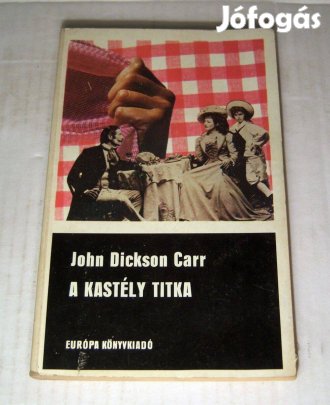 Jófogás
John Dickson Carr
A KASTÉLY TITKA
EURÓPA KÖNYVKIADÓ